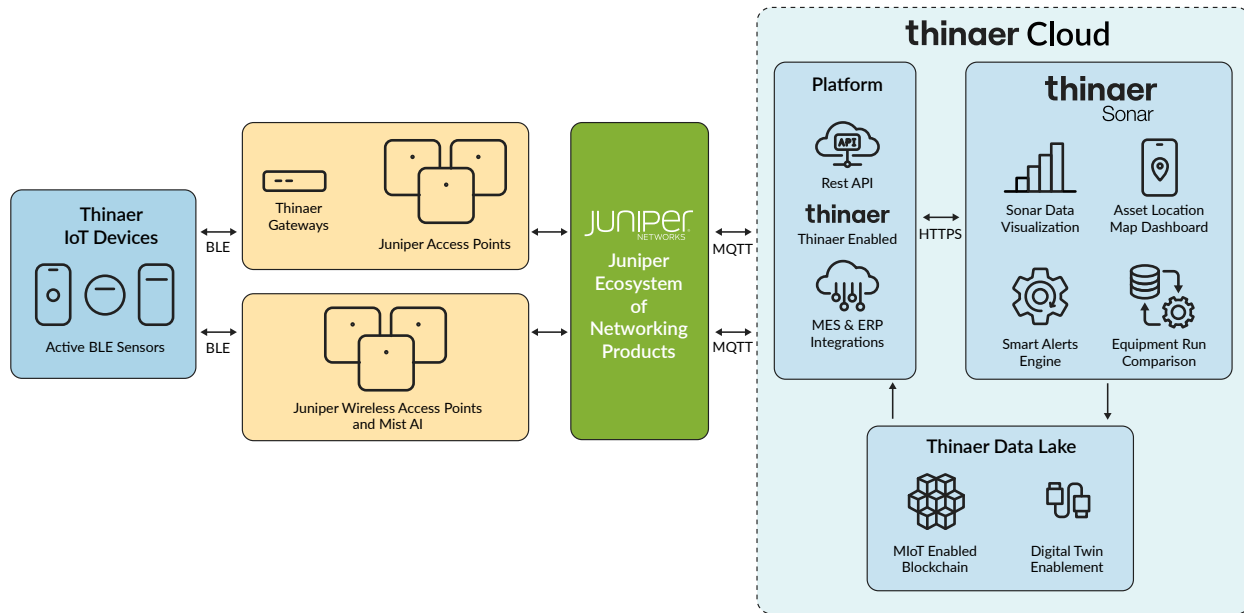 Thinaer
IoT Devices
Active BLE Sensors
BLE
BLE
Thinaer
Gateways
Juniper Access Points
Juniper Wireless Access Points
and Mist AI
JUNIPER
NETWORKS
Juniper
Ecosystem
of
Networking
Products
MQTT
MQTT
thinaer Cloud
Platform
API
Rest API
thinaer
Thinaer Enabled
MES & ERP
Integrations
HTTPS
thinaer
Sonar
Sonar Data
Visualization
Asset Location
Map Dashboard
Smart Alerts
Engine
Equipment Run
Comparison
Thinaer Data Lake
MIoT Enabled
Blockchain
Digital Twin
Enablement